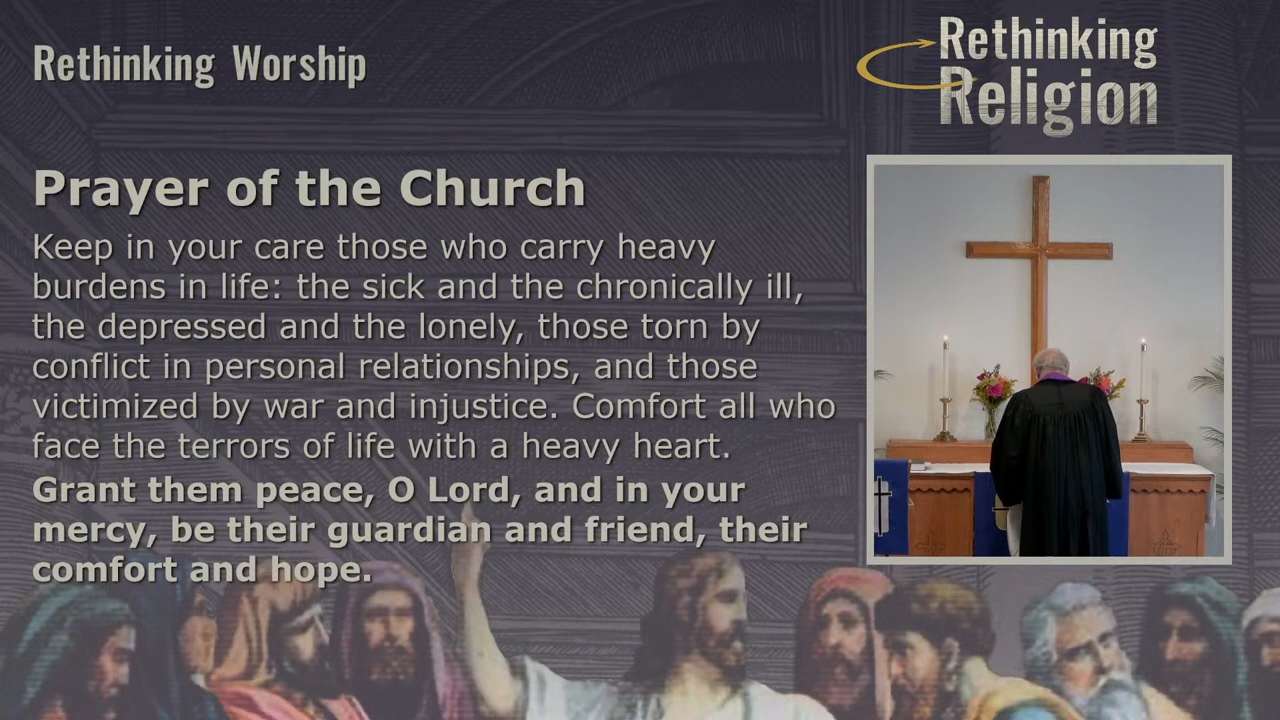 Rethinking Worship
Rethinking
Religion
Prayer of the Church
Keep in your care those who carry heavy
burdens in life: the sick and the chronically ill,
the depressed and the lonely, those torn by
conflict in personal relationships, and those
victimized by war and injustice. Comfort all who
face the terrors of life with a heavy heart.
Grant them peace, O Lord, and in your
mercy, be their guardian and friend, their
comfort and hope.